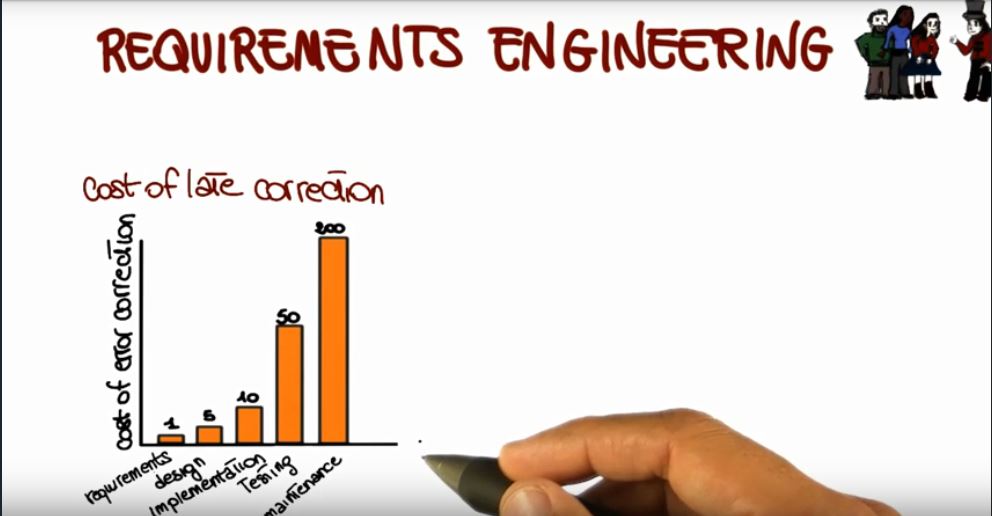 REQUIREMENTS ENGINEERING
cost of late correction
cost of error correction
200
50
10
5
1
requirements
design
implementation
Testing
maintenance